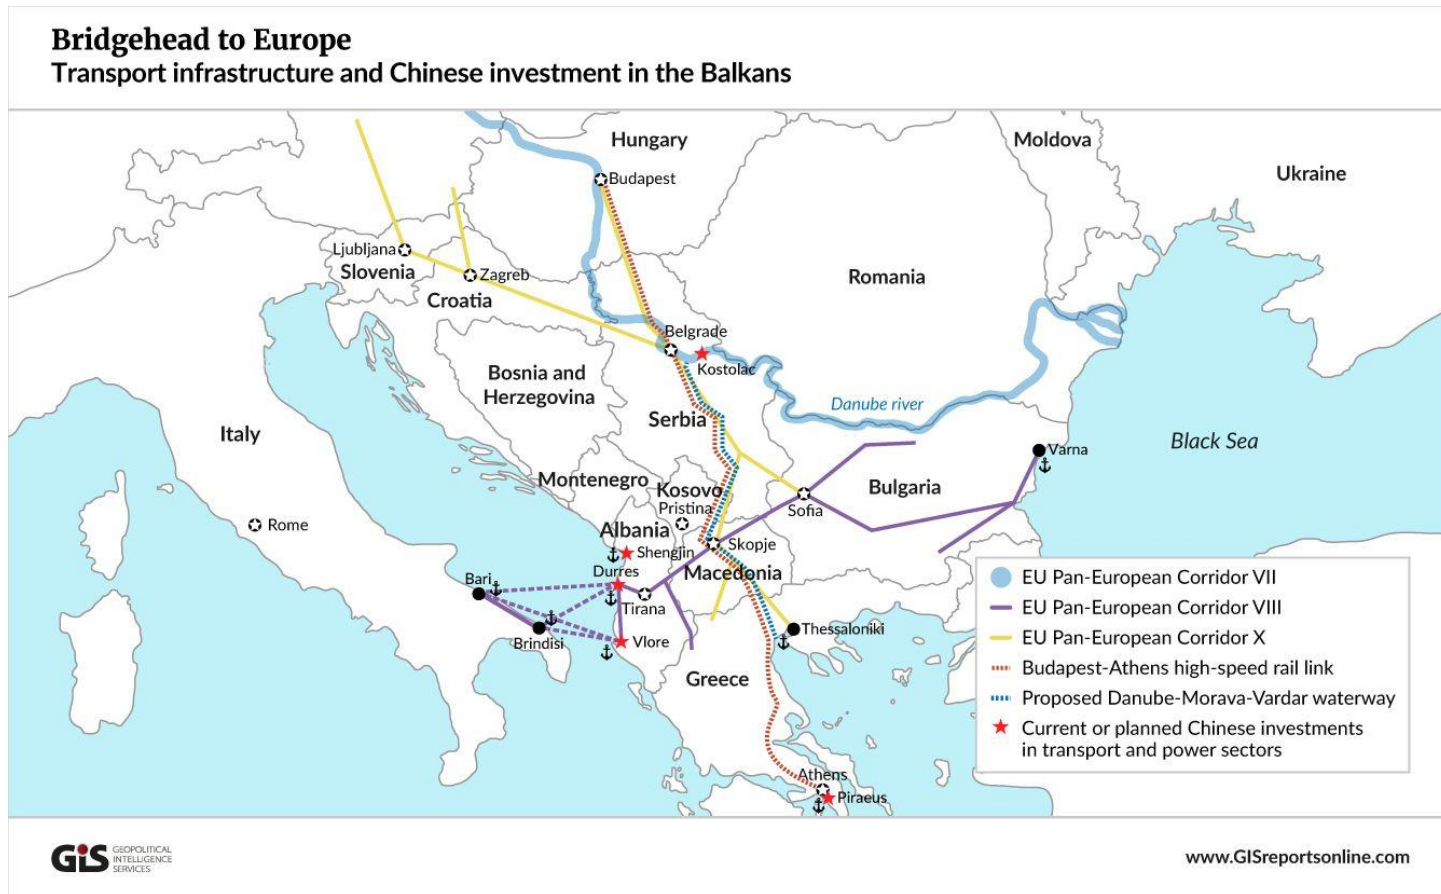 Bridgehead to Europe
Transport infrastructure and Chinese investment in the Balkans
Hungary
Moldova
Ukraine
Budapest
Ljubljana
Slovenia
Zagreb
Croatia
Romania
Belgrade
Kostolac
Bosnia and
Herzegovina
Danube river
Serbia
Italy
Black Sea
Varna
Montenegro
Kosovo
Pristina
Bulgaria
Sofia
Rome
Albania
Shengjin
Skopje
Durres
Macedonia
Bari
Tirana
Thessaloniki
Brindisi
Vlore
Greece
Athens
Piraeus
EU Pan-European Corridor VII
EU Pan-European Corridor VIII
EU Pan-European Corridor X
Budapest-Athens high-speed rail link
Proposed Danube-Morava-Vardar waterway
Current or planned Chinese investments
in transport and power sectors
GIS
GEOPOLITICAL
INTELLIGENCE
SERVICES
www.GISreportsonline.com